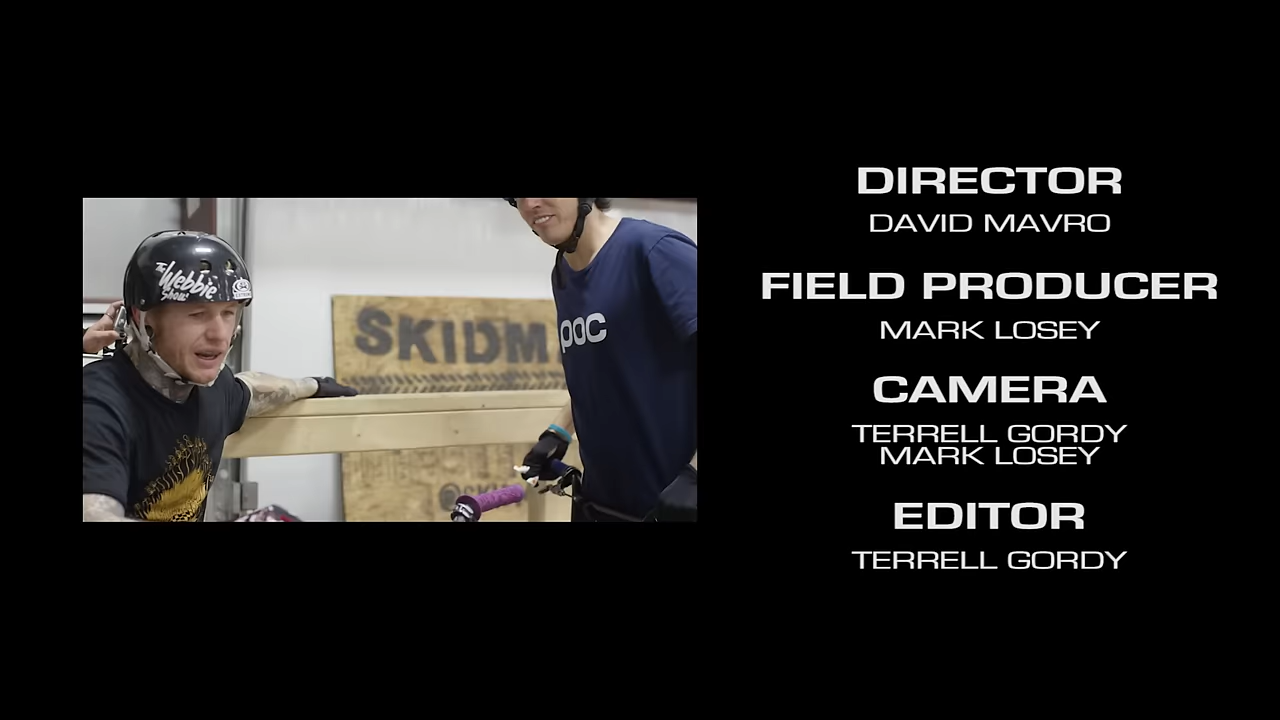 The
Webbie
Show
SKIDM
poc
DIRECTOR
DAVID MAVRO
FIELD PRODUCER
MARK LOSEY
CAMERA
TERRELL GORDY
MARK LOSEY
EDITOR
TERRELL GORDY